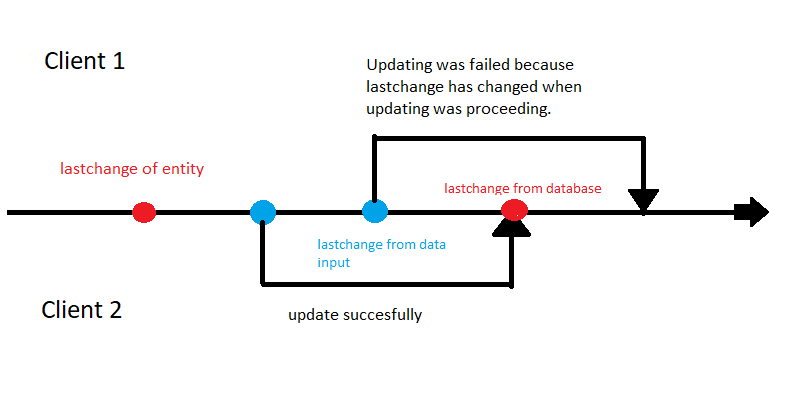 Client 1
Updating was failed because
lastchange has changed when
updating was proceeding.
lastchange of entity
lastchange from database
lastchange from data
input
Client 2
update succesfully